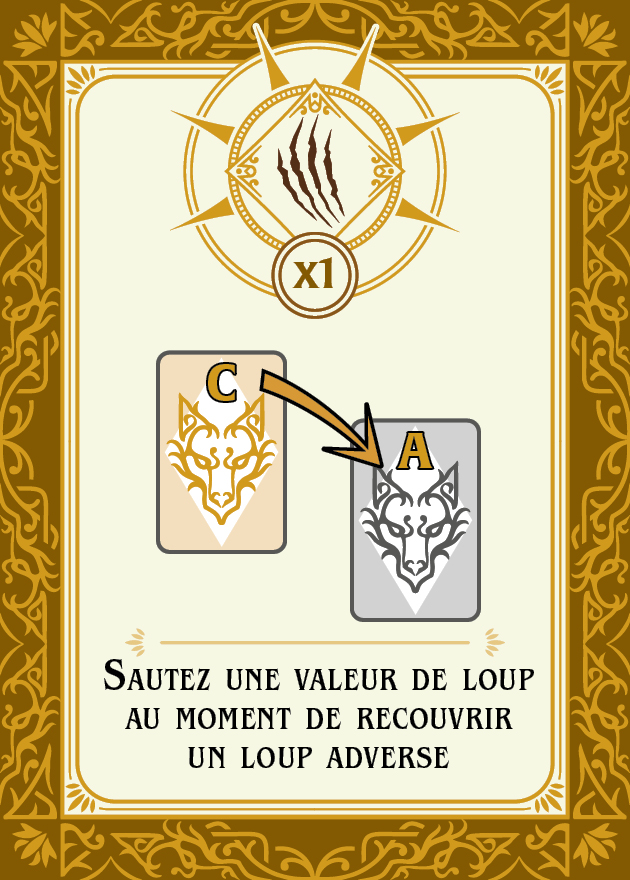 x1
C
A
Sautez une valeur de loup
au moment de recouvrir
un loup adverse